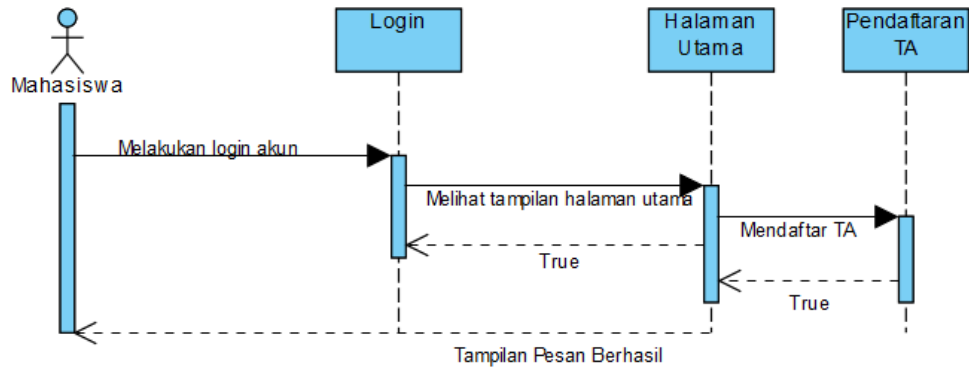 Login
Halaman
Utama
Pendaftaran
TA
Mahasiswa
Melakukan login akun
Melihat tampilan halaman utama
Mendaftar TA
True
True
Tampilan Pesan Berhasil